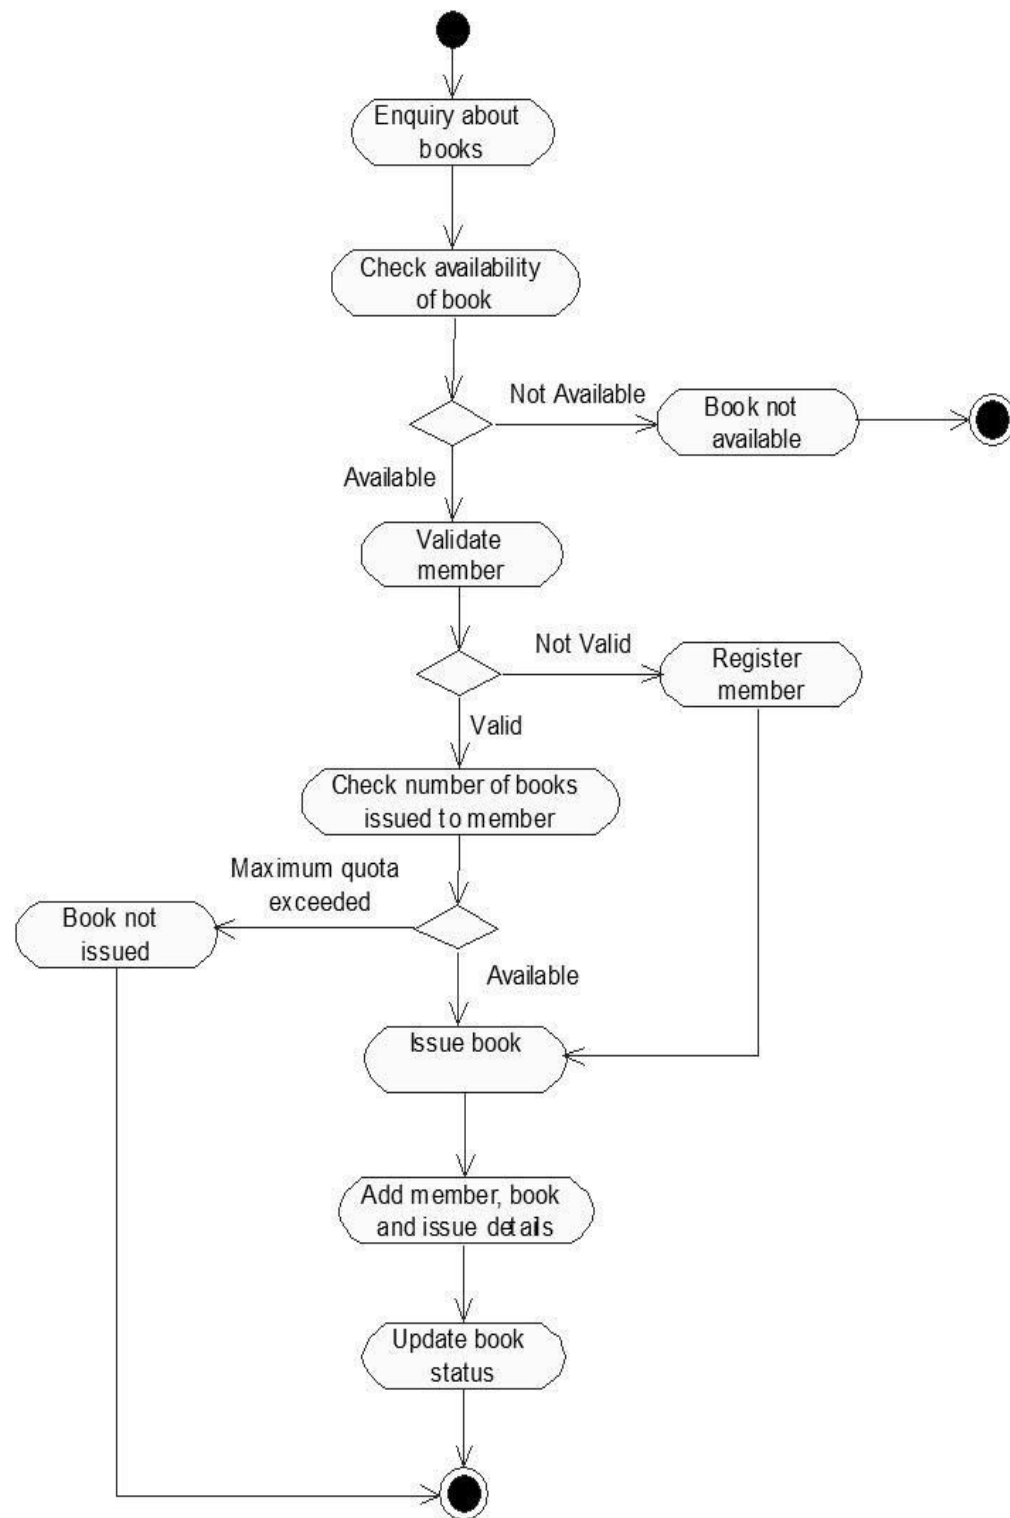 Enquiry about
books
Check availability
of book
Not Available
Book not
available
Available
Validate
member
Not Valid
Register
member
Valid
Check number of books
issued to member
Maximum quota
exceeded
Book not
issued
Available
Issue book
Add member, book
and issue details
Update book
status